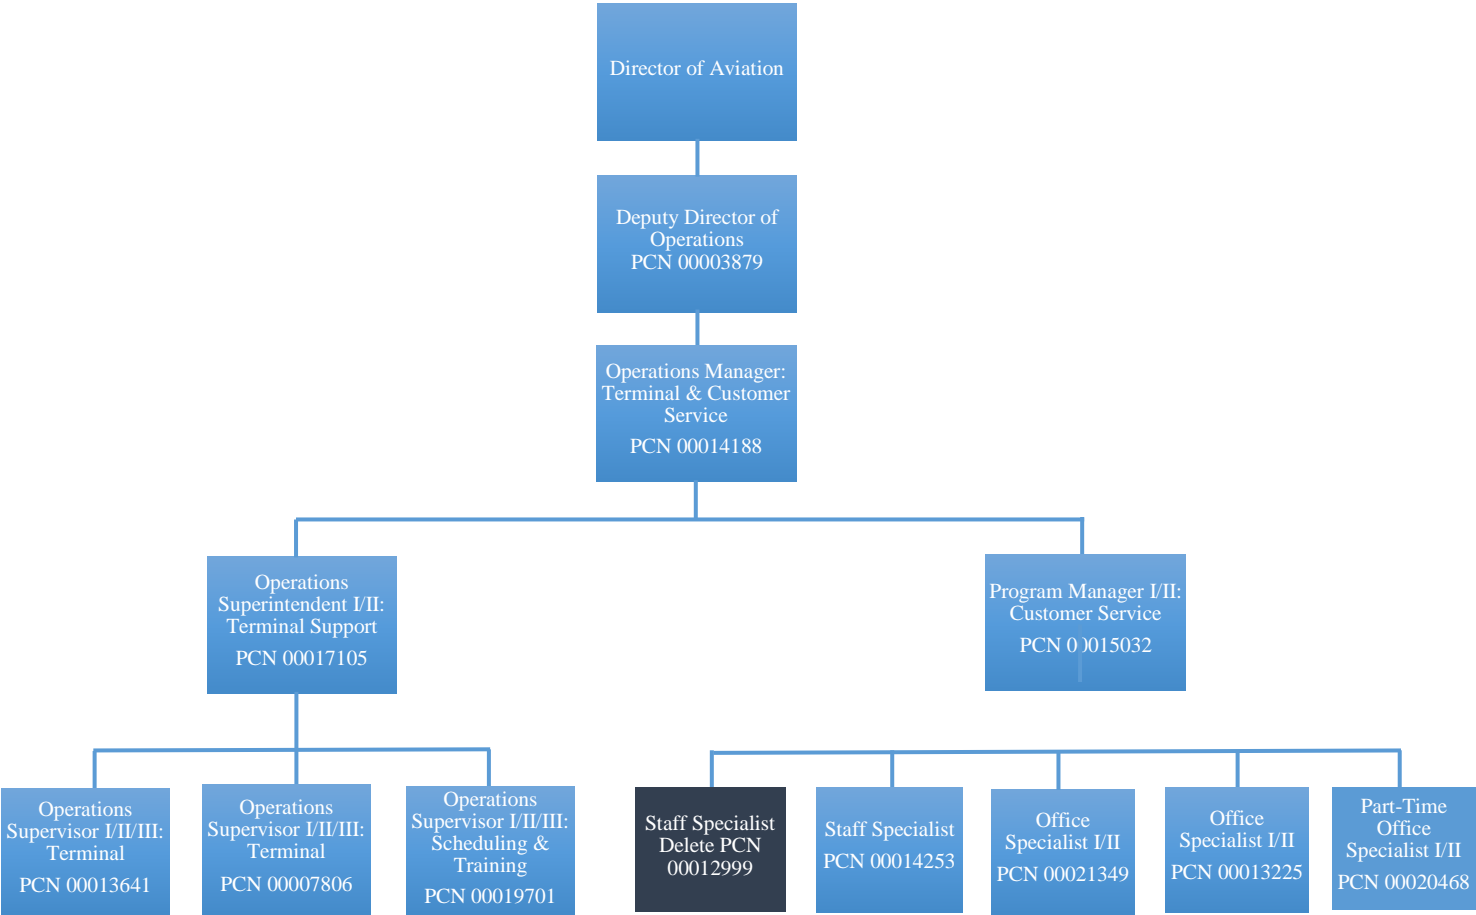 Director of Aviation
Deputy Director of
Operations
PCN 00003879
Operations Manager:
Terminal & Customer
Service
PCN 00014188
Operations
Superintendent I/II:
Terminal Support
PCN 00017105
Program Manager I/II:
Customer Service
PCN 00015032
Operations
Supervisor I/II/III:
Terminal
PCN 00013641
Operations
Supervisor I/II/III:
Terminal
PCN 00007806
Operations
Supervisor I/II/III:
Scheduling &
Training
PCN 00019701
Staff Specialist
Delete PCN
00012999
Staff Specialist
PCN 00014253
Office
Specialist I/II
PCN 00021349
Office
Specialist I/II
PCN 00013225
Part-Time
Office
Specialist I/II
PCN 00020468